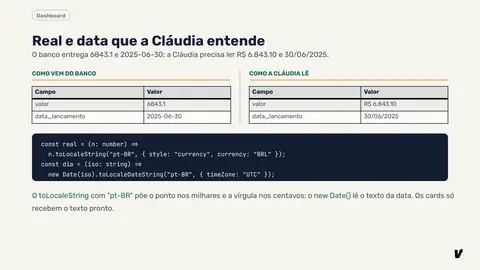 Dashboard
Real e data que a Cláudia entende
O banco entrega 6843.1 e 2025-06-30; a Cláudia precisa ler R$ 6.843,10 e 30/06/2025.
COMO VEM DO BANCO
Campo Valor
valor 6843.1
data_lancamento 2025-06-30
COMO A CLÁUDIA LÊ
Campo Valor
valor R$ 6.843,10
data_lancamento 30/06/2025
const real = (n: number) =>
n.toLocaleString("pt-BR", { style: "currency", currency: "BRL" });
const dia = (iso: string) =>
new Date(iso).toLocaleDateString("pt-BR", { timeZone: "UTC" });
O toLocaleString com "pt-BR" põe o ponto nos milhares e a vírgula nos centavos; o new Date() lê o texto da data. Os cards só
recebem o texto pronto.